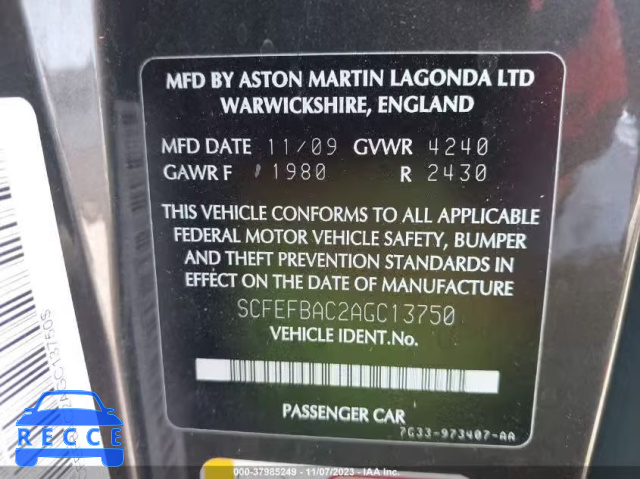 MFD BY ASTON MARTIN LAGONDA LTD
WARWICKSHIRE, ENGLAND
MFD DATE 11/09 GVWR 4240
GAWR F 1980 R 2430
THIS VEHICLE CONFORMS TO ALL APPLICABLE
FEDERAL MOTOR VEHICLE SAFETY, BUMPER
AND THEFT PREVENTION STANDARDS IN
EFFECT ON THE DATE OF MANUFACTURE
SCFEFBAC2AGC13750
VEHICLE IDENT.NO.
PASSENGER CAR
7G33-973407-AA
RECCE
000-37985249 - 11/07/2023 - IAA Inc.